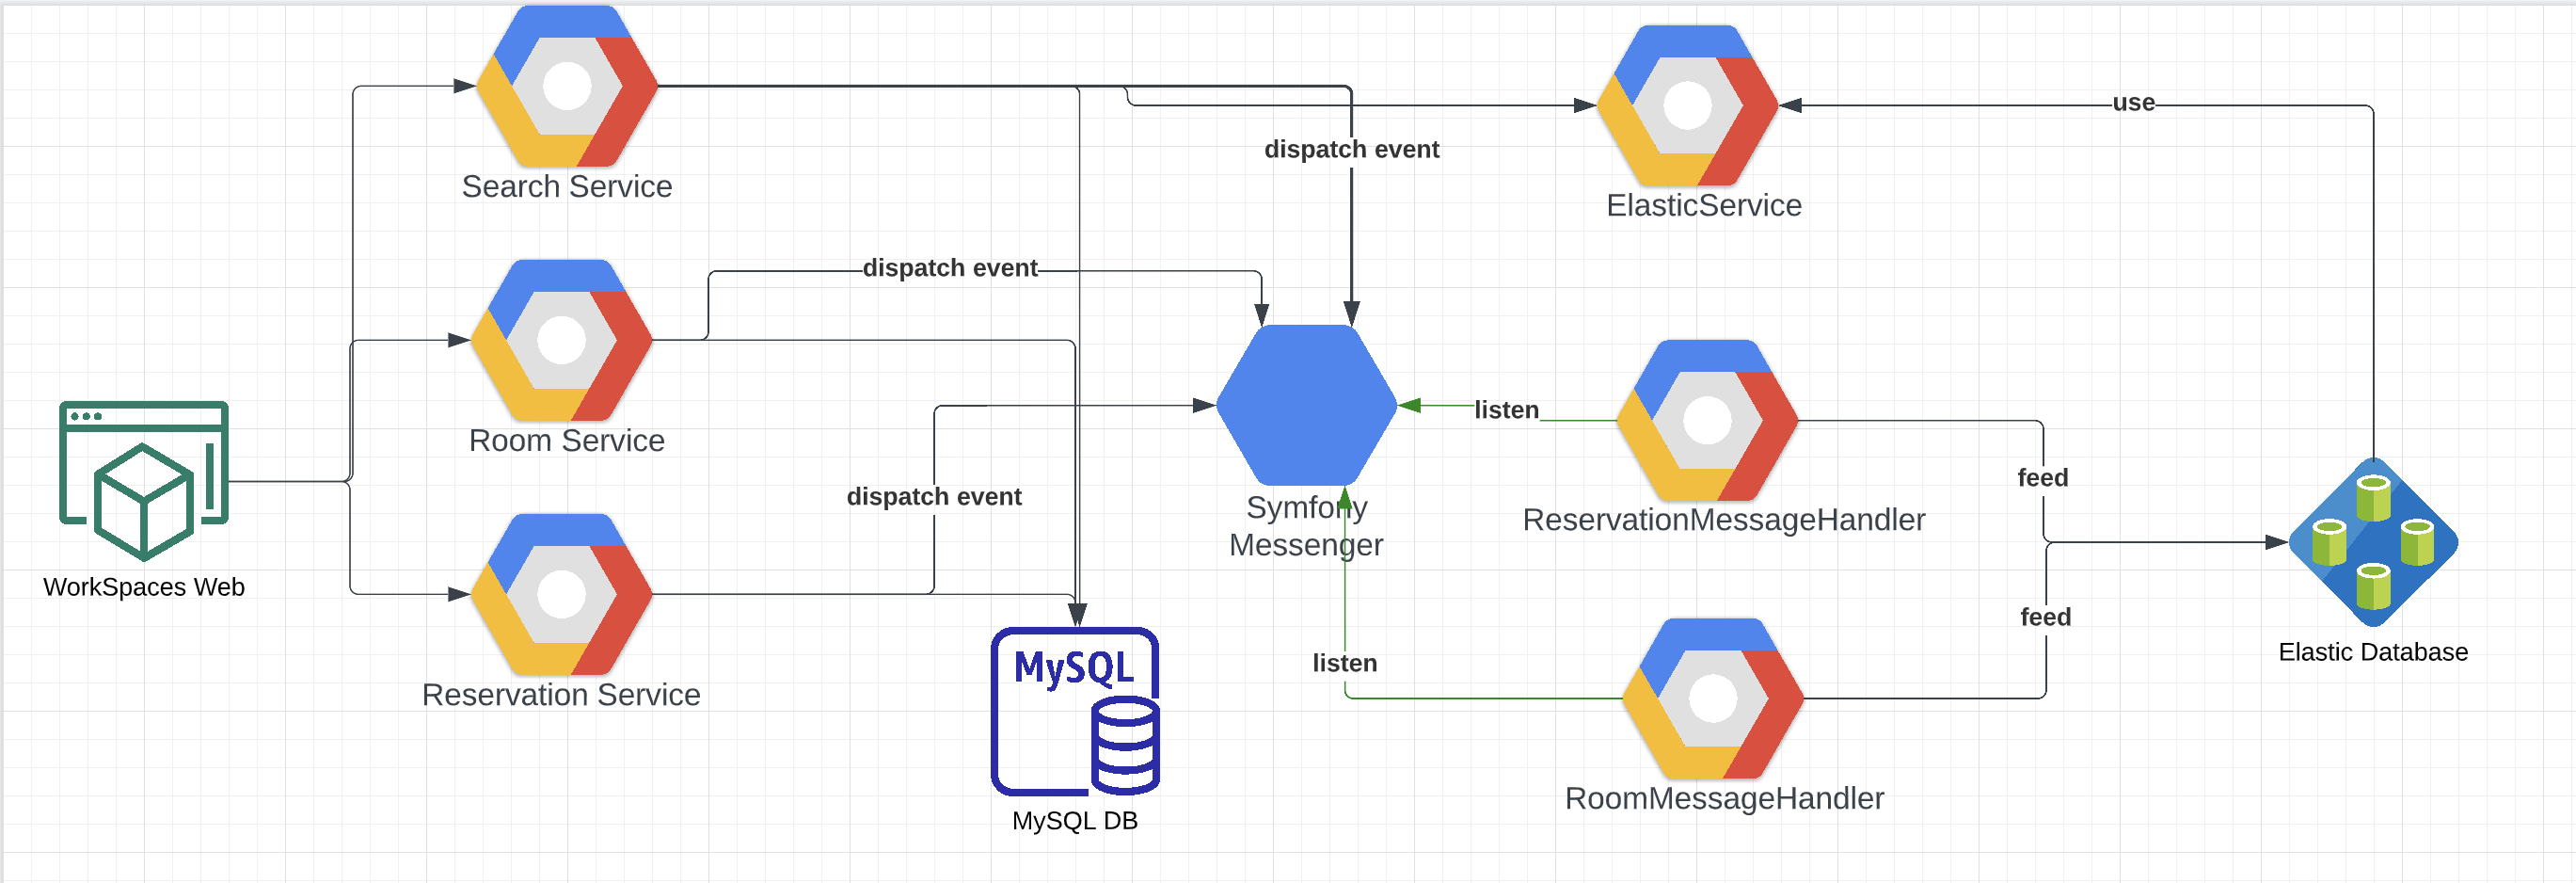 Search Service
dispatch event
ElasticService
use
dispatch event
Room Service
dispatch event
Symfony
Messenger
listen
ReservationMessageHandler
feed
WorkSpaces Web
Reservation Service
MySQL
MySQL DB
listen
RoomMessageHandler
feed
Elastic Database